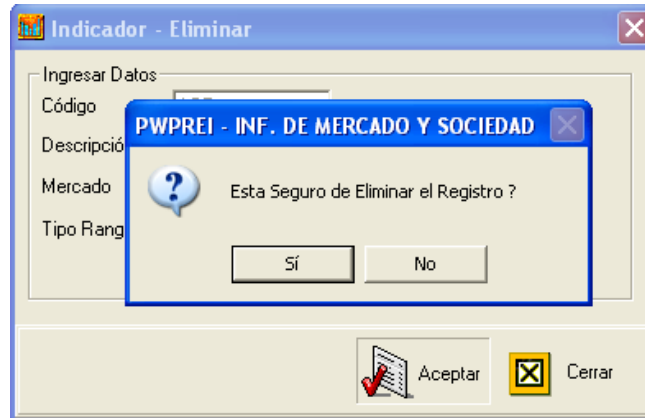 Indicador - Eliminar
Ingresar Datos
Código
PWPREI - INF. DE MERCADO Y SOCIEDAD
Descripció
Mercado
Esta Seguro de Eliminar el Registro ?
Tipo Rang
Sí No
Aceptar Cerrar